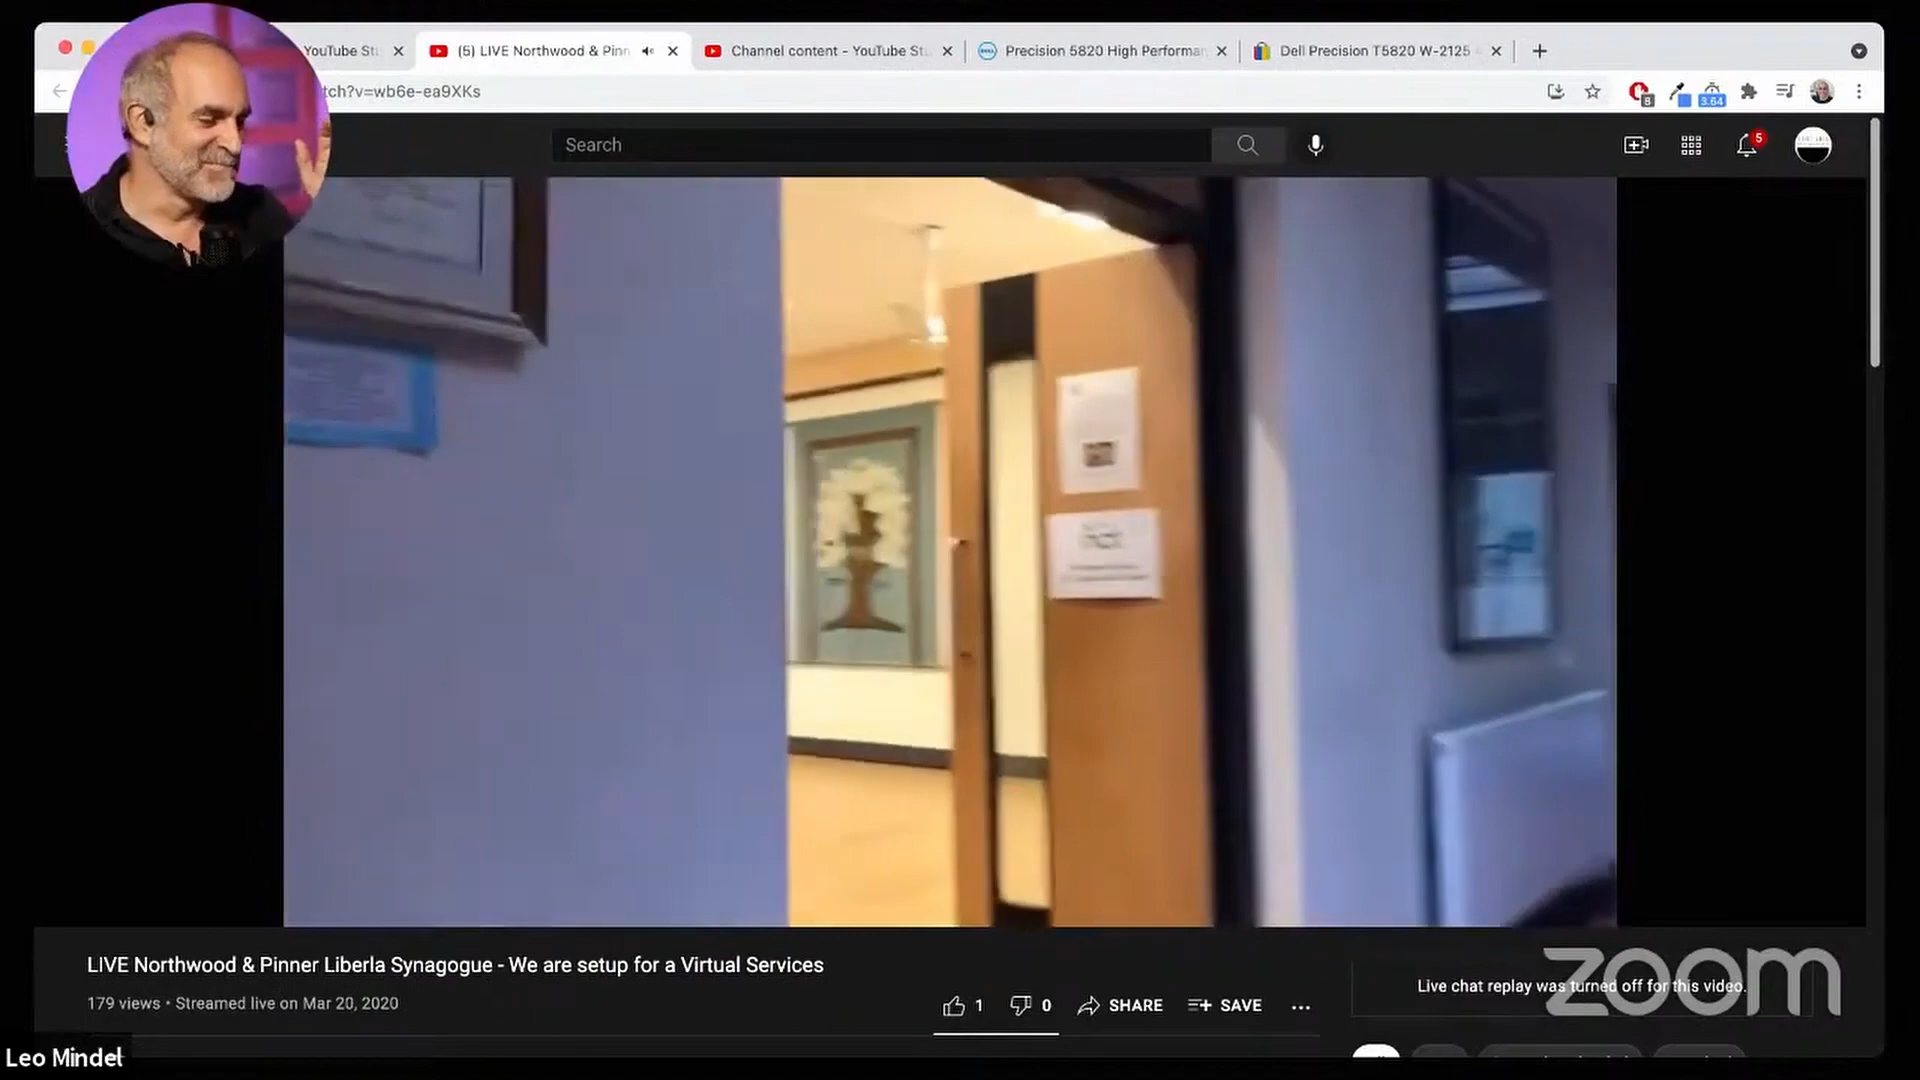 YouTube St
(5) LIVE Northwood & Pinn
Channel content - YouTube St
Precision 5820 High Performa
Dell Precision T5820 W-2125
tch?v=wb6e-ea9XKs
8
3.64
Search
5
LIVE Northwood & Pinner Liberla Synagogue - We are setup for a Virtual Services
179 views • Streamed live on Mar 20, 2020
1
0
SHARE
SAVE
Live chat replay was turned off for this video.
zoom
Leo Mindel